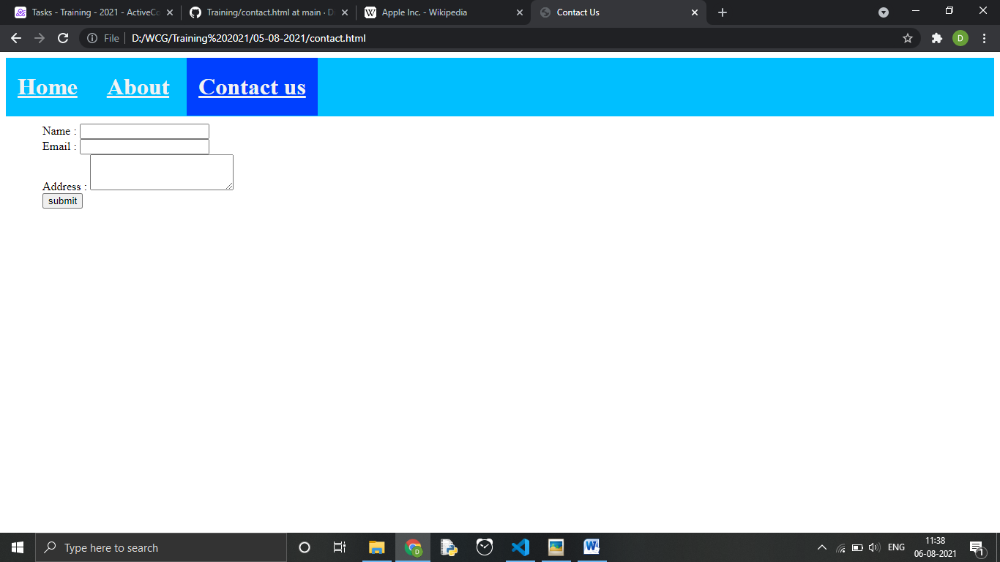 Tasks - Training - 2021 - ActiveCo
Training/contact.html at main · D
Apple Inc. - Wikipedia
Contact Us
File
D:/WCG/Training%202021/05-08-2021/contact.html
D
Home About Contact us
Name :
Email :
Address :
submit
Type here to search
ENG
11:38
06-08-2021
1